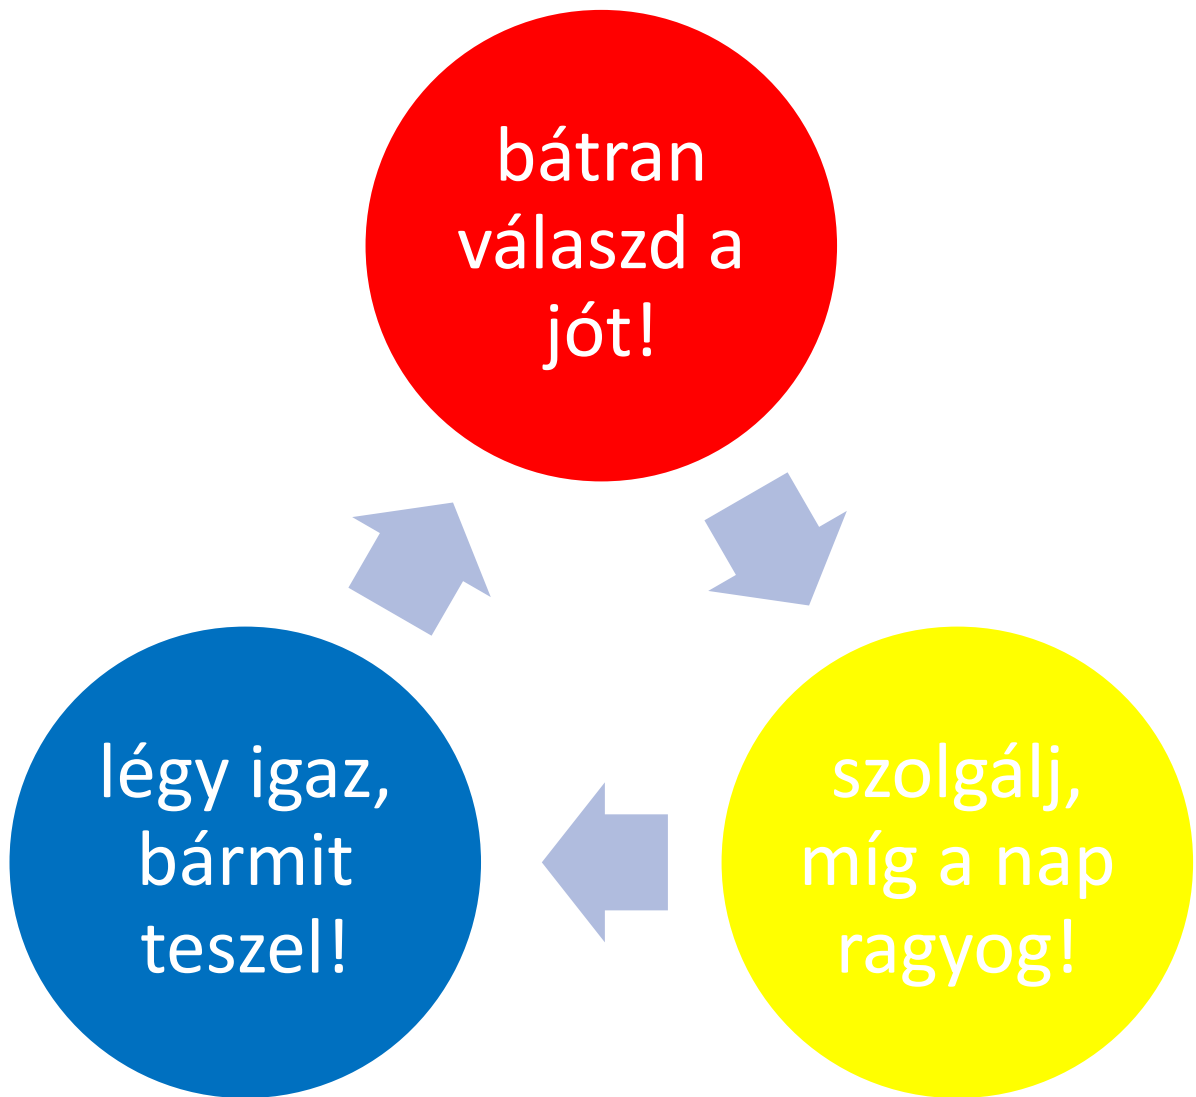 bátran
válaszd a
jót!
szolgálj,
míg a nap
ragyog!
légy igaz,
bármit
teszel!